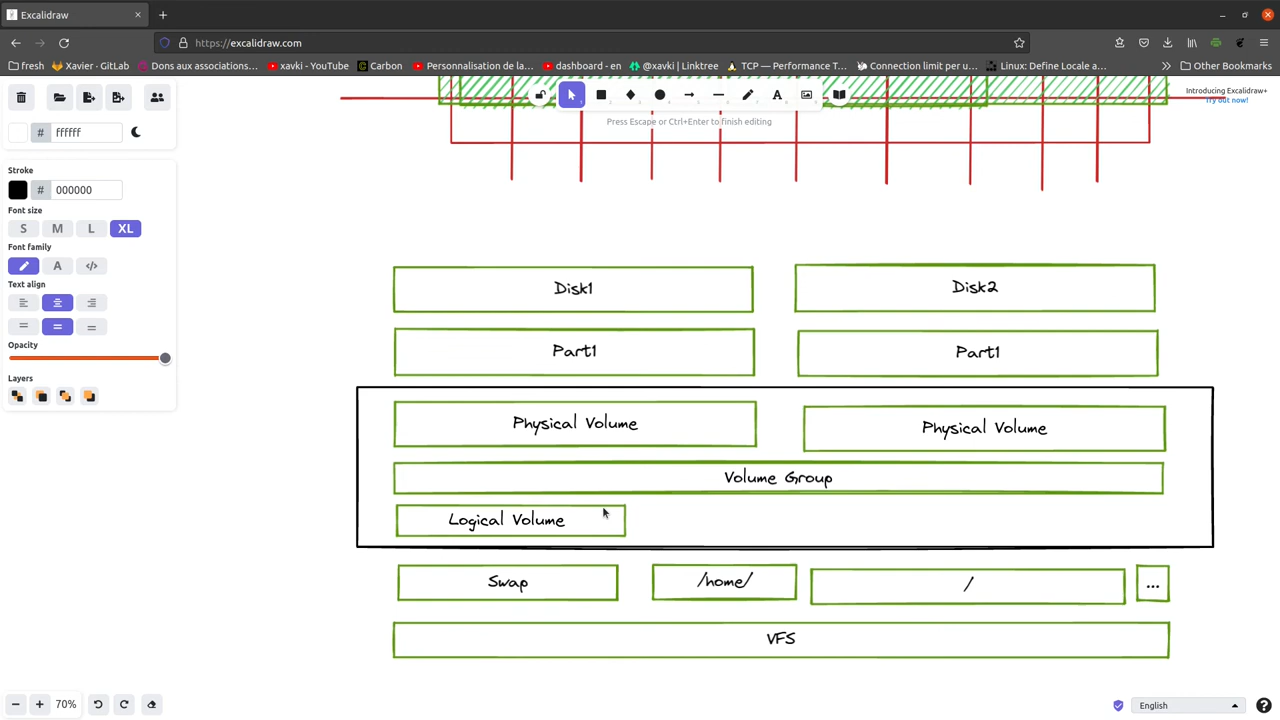 Excalidraw
https://excalidraw.com
fresh
Xavier · GitLab
Dons aux associations…
xavki - YouTube
Carbon
Personnalisation de la…
dashboard - en
@xavki | Linktree
TCP — Performance T…
Connection limit per u…
Linux: Define Locale a…
Other Bookmarks
Introducing Excalidraw+
Try out now!
Press Escape or Ctrl+Enter to finish editing
# ffffff
Stroke
# 000000
Font size
S M L XL
Font family
A </>
Text align
Opacity
Layers
Disk1
Disk2
Part1
Part1
Physical Volume
Physical Volume
Volume Group
Logical Volume
Swap
/home/
/
...
VFS
70%
English